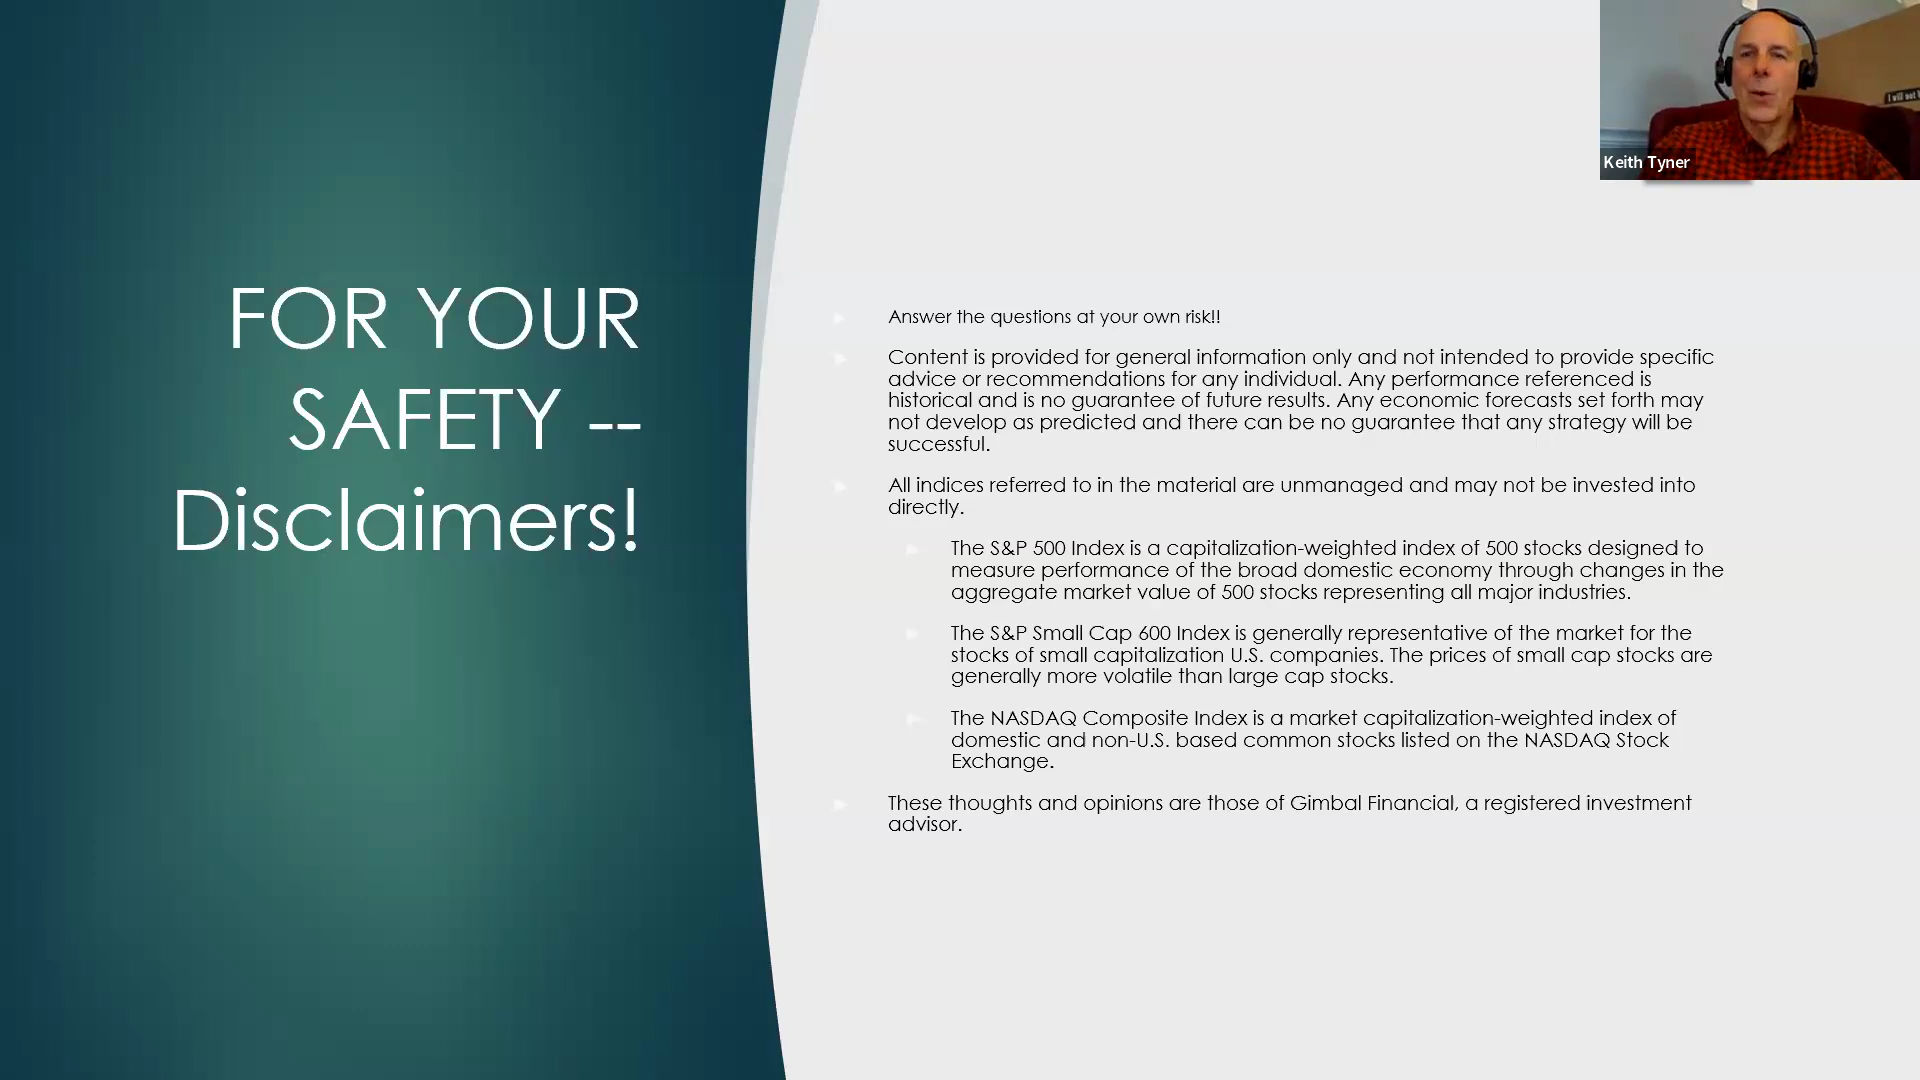 FOR YOUR
SAFETY --
Disclaimers!
Answer the questions at your own risk!!
Content is provided for general information only and not intended to provide specific
advice or recommendations for any individual. Any performance referenced is
historical and is no guarantee of future results. Any economic forecasts set forth may
not develop as predicted and there can be no guarantee that any strategy will be
successful.
All indices referred to in the material are unmanaged and may not be invested into
directly.
The S&P 500 Index is a capitalization-weighted index of 500 stocks designed to
measure performance of the broad domestic economy through changes in the
aggregate market value of 500 stocks representing all major industries.
The S&P Small Cap 600 Index is generally representative of the market for the
stocks of small capitalization U.S. companies. The prices of small cap stocks are
generally more volatile than large cap stocks.
The NASDAQ Composite Index is a market capitalization-weighted index of
domestic and non-U.S. based common stocks listed on the NASDAQ Stock
Exchange.
These thoughts and opinions are those of Gimbal Financial, a registered investment
advisor.
I will not
Keith Tyner